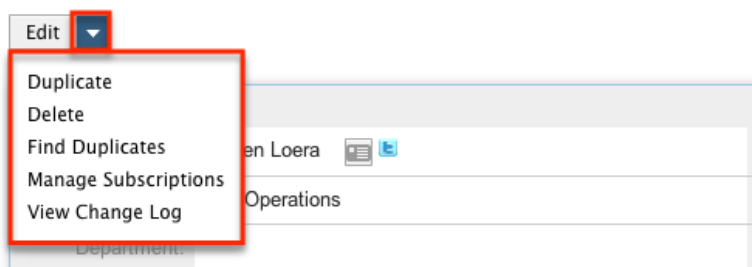 Edit
Duplicate
Delete
Find Duplicates
en Loera
Manage Subscriptions
Operations
View Change Log
Department: